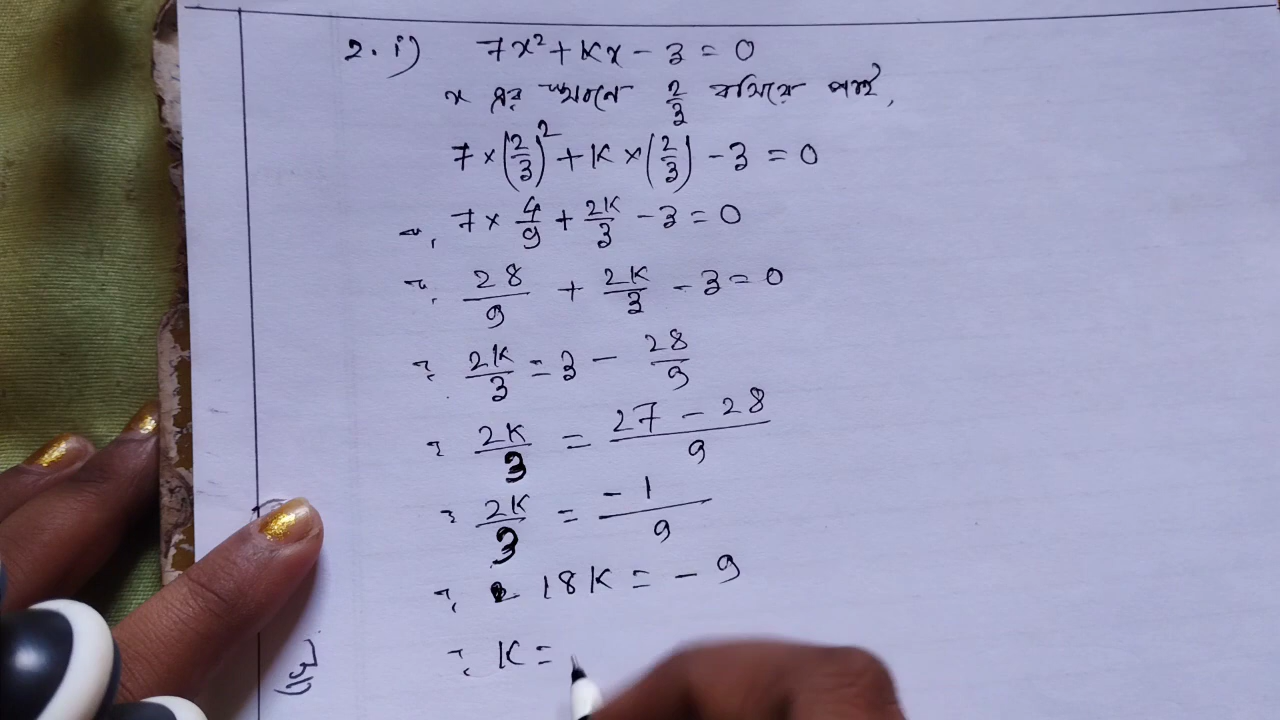 2. i) 7x² + Kx - 3 = 0
x এর স্থানে 2/3 বসিয়ে পাই,
7 × (2/3)² + K × (2/3) - 3 = 0
বা, 7 × 4/9 + 2K/3 - 3 = 0
বা, 28/9 + 2K/3 - 3 = 0
বা, 2K/3 = 3 - 28/9
বা, 2K/3 = 27 - 28/9
বা, 2K/3 = -1/9
বা, 18K = -9
বা, K =